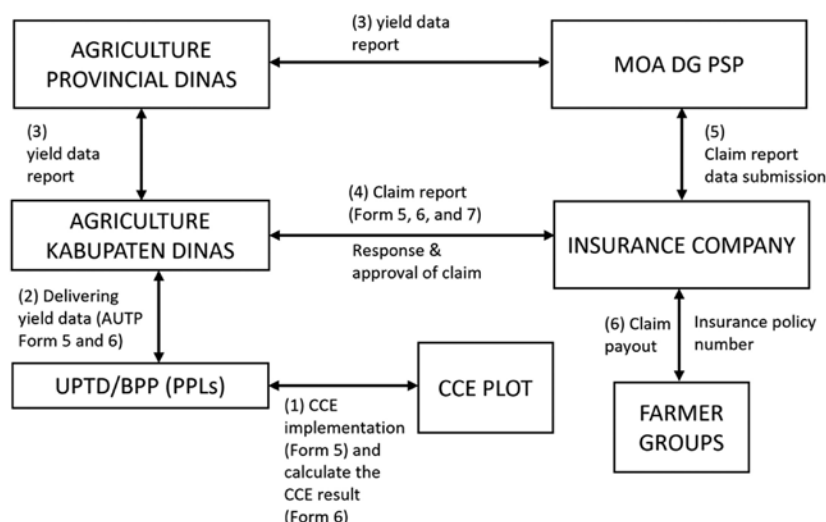 AGRICULTURE
PROVINCIAL DINAS
(3) yield data
report
MOA DG PSP
(3)
yield data
report
(5)
Claim report
data submission
AGRICULTURE
KABUPATEN DINAS
(4) Claim report
(Form 5, 6, and 7)
Response &
approval of claim
INSURANCE COMPANY
(2) Delivering
yield data (AUTP
Form 5 and 6)
(6) Claim
payout
Insurance policy
number
UPTD/BPP (PPLs)
(1) CCE
implementation
(Form 5) and
calculate the
CCE result
(Form 6)
CCE PLOT
FARMER
GROUPS